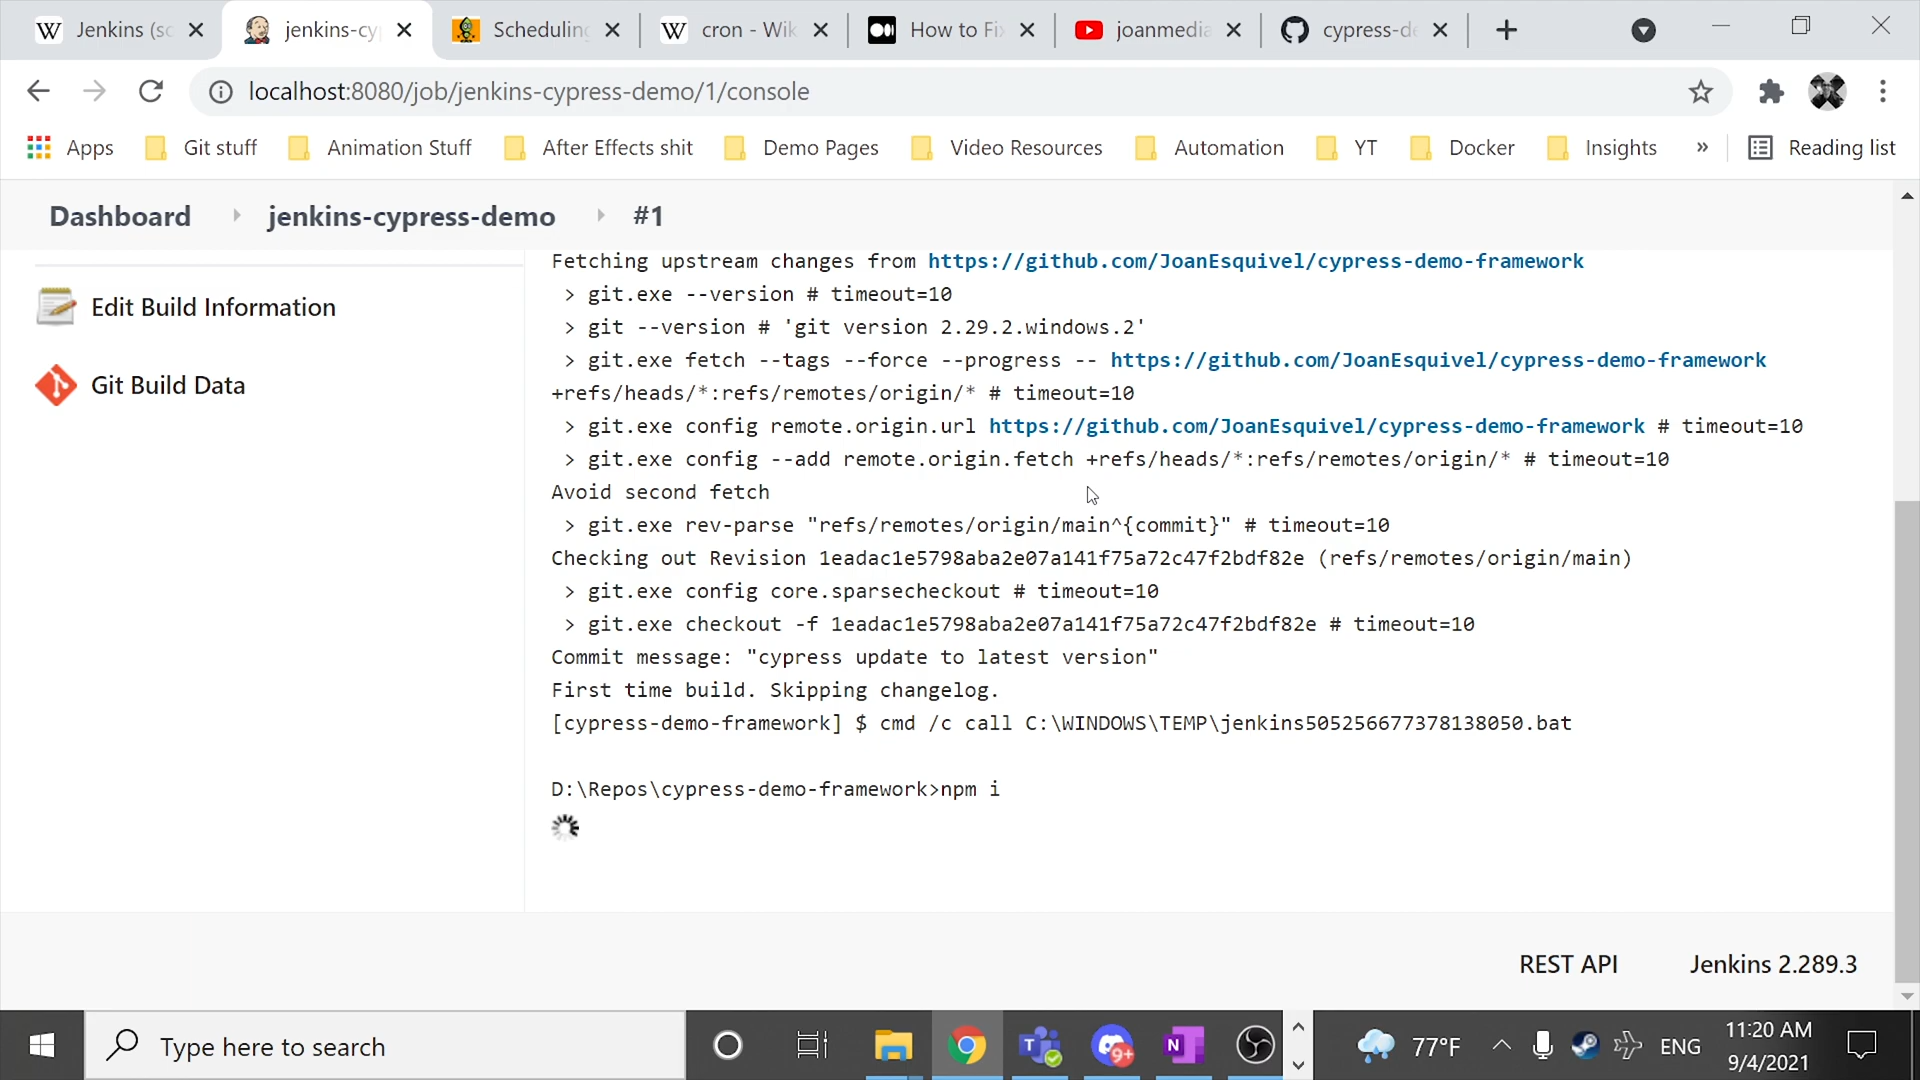 Jenkins (so
jenkins-cyp
Scheduling
cron - Wik
How to Fix
joanmedia
cypress-de
localhost:8080/job/jenkins-cypress-demo/1/console
Apps
Git stuff
Animation Stuff
After Effects shit
Demo Pages
Video Resources
Automation
YT
Docker
Insights
»
Reading list
Dashboard
jenkins-cypress-demo
#1
Edit Build Information
Git Build Data
Fetching upstream changes from https://github.com/JoanEsquivel/cypress-demo-framework
> git.exe --version # timeout=10
> git --version # 'git version 2.29.2.windows.2'
> git.exe fetch --tags --force --progress -- https://github.com/JoanEsquivel/cypress-demo-framework
+refs/heads/*:refs/remotes/origin/* # timeout=10
> git.exe config remote.origin.url https://github.com/JoanEsquivel/cypress-demo-framework # timeout=10
> git.exe config --add remote.origin.fetch +refs/heads/*:refs/remotes/origin/* # timeout=10
Avoid second fetch
> git.exe rev-parse "refs/remotes/origin/main^{commit}" # timeout=10
Checking out Revision 1eadac1e5798aba2e07a141f75a72c47f2bdf82e (refs/remotes/origin/main)
> git.exe config core.sparsecheckout # timeout=10
> git.exe checkout -f 1eadac1e5798aba2e07a141f75a72c47f2bdf82e # timeout=10
Commit message: "cypress update to latest version"
First time build. Skipping changelog.
[cypress-demo-framework] $ cmd /c call C:\WINDOWS\TEMP\jenkins505256677378138050.bat
D:\Repos\cypress-demo-framework>npm i
REST API
Jenkins 2.289.3
Type here to search
9+
77°F
ENG
11:20 AM
9/4/2021